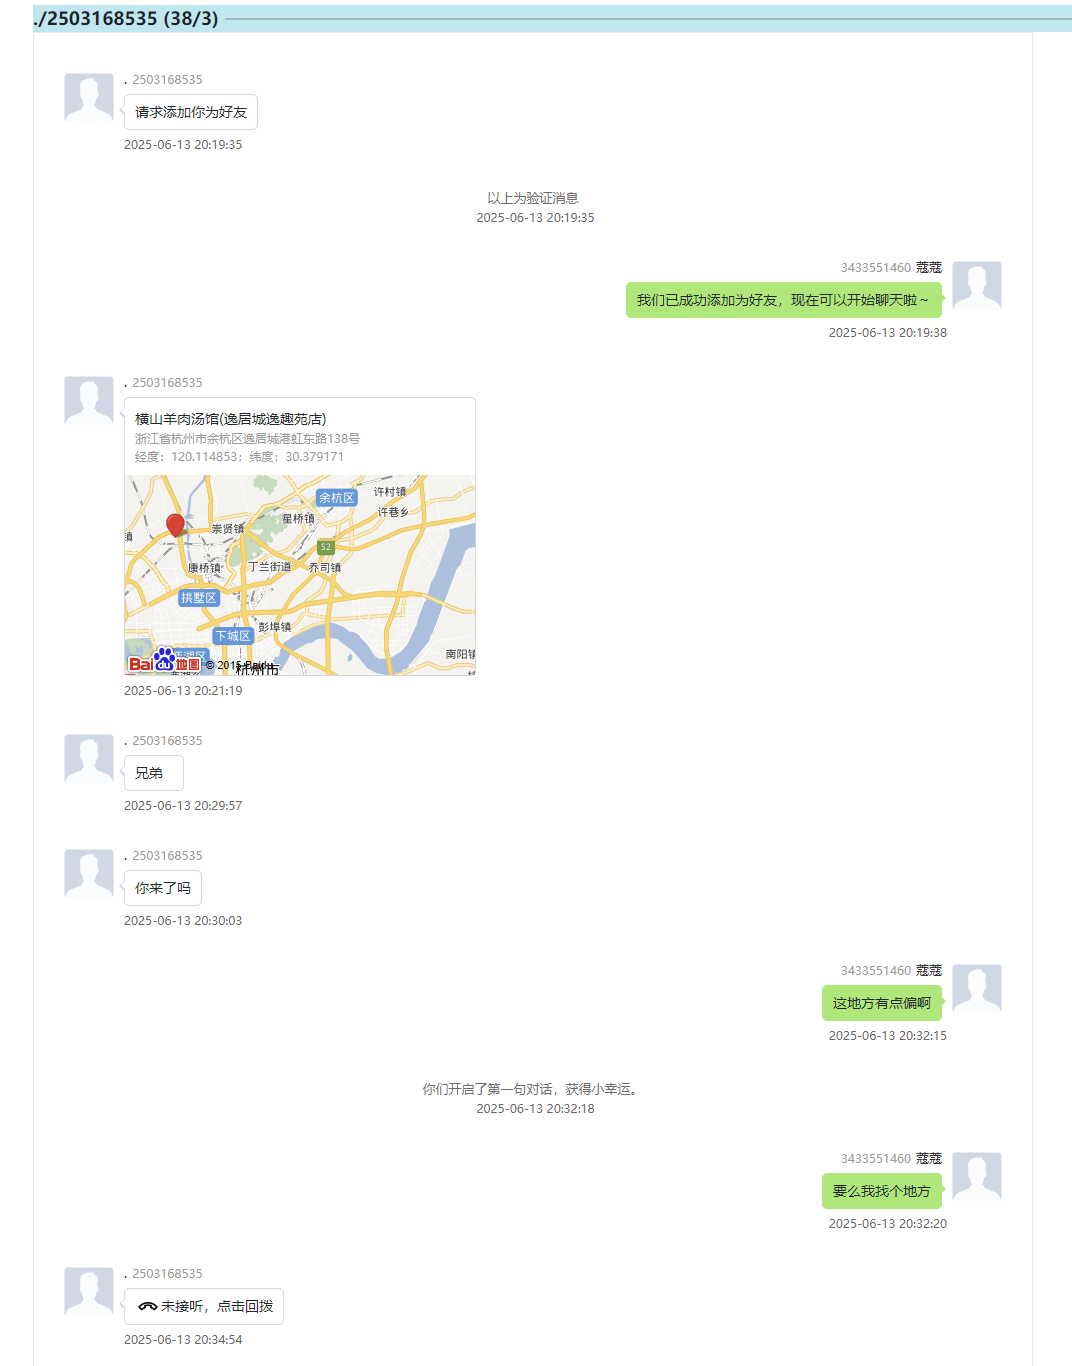 ./2503168535 (38/3)
. 2503168535
请求添加你为好友
2025-06-13 20:19:35
以上为验证消息
2025-06-13 20:19:35
3433551460 蔻蔻
我们已成功添加为好友，现在可以开始聊天啦～
2025-06-13 20:19:38
. 2503168535
横山羊肉汤馆(逸居城逸趣苑店)
浙江省杭州市余杭区逸居城港虹东路138号
经度：120.114853；纬度：30.379171
余杭区
许村镇
许巷乡
星桥镇
崇贤镇
镇
S2
康桥镇
丁兰街道
乔司镇
拱墅区
彭埠镇
下城区
南阳镇
Bai du 地图 © 2015 Baidu
杭州市
2025-06-13 20:21:19
. 2503168535
兄弟
2025-06-13 20:29:57
. 2503168535
你来了吗
2025-06-13 20:30:03
3433551460 蔻蔻
这地方有点偏啊
2025-06-13 20:32:15
你们开启了第一句对话，获得小幸运。
2025-06-13 20:32:18
3433551460 蔻蔻
要么我找个地方
2025-06-13 20:32:20
. 2503168535
未接听，点击回拨
2025-06-13 20:34:54